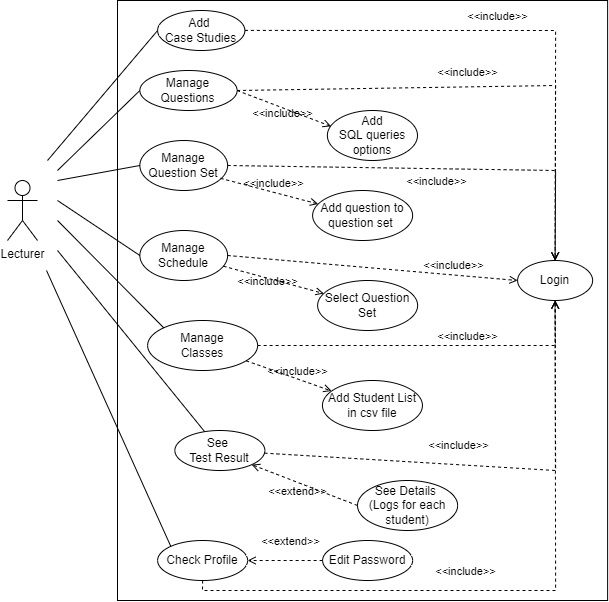 Add
Case Studies
<<include>>
Manage
Questions
<<include>>
<<include>>
Add
SQL queries
options
Manage
Question Set
<<include>>
<<include>>
Add question to
question set
Lecturer
Manage
Schedule
<<include>>
<<include>>
Select Question
Set
Login
Manage
Classes
<<include>>
<<include>>
Add Student List
in csv file
See
Test Result
<<include>>
<<extend>>
See Details
(Logs for each
student)
Check Profile
<<extend>>
Edit Password
<<include>>